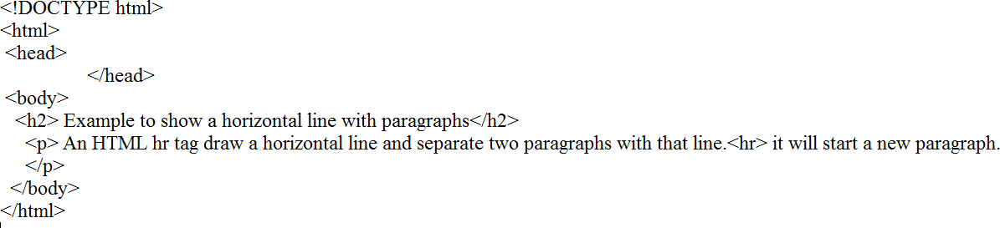 <!DOCTYPE html>
<html>
<head>
</head>
<body>
<h2> Example to show a horizontal line with paragraphs</h2>
<p> An HTML hr tag draw a horizontal line and separate two paragraphs with that line.<hr> it will start a new paragraph.
</p>
</body>
</html>